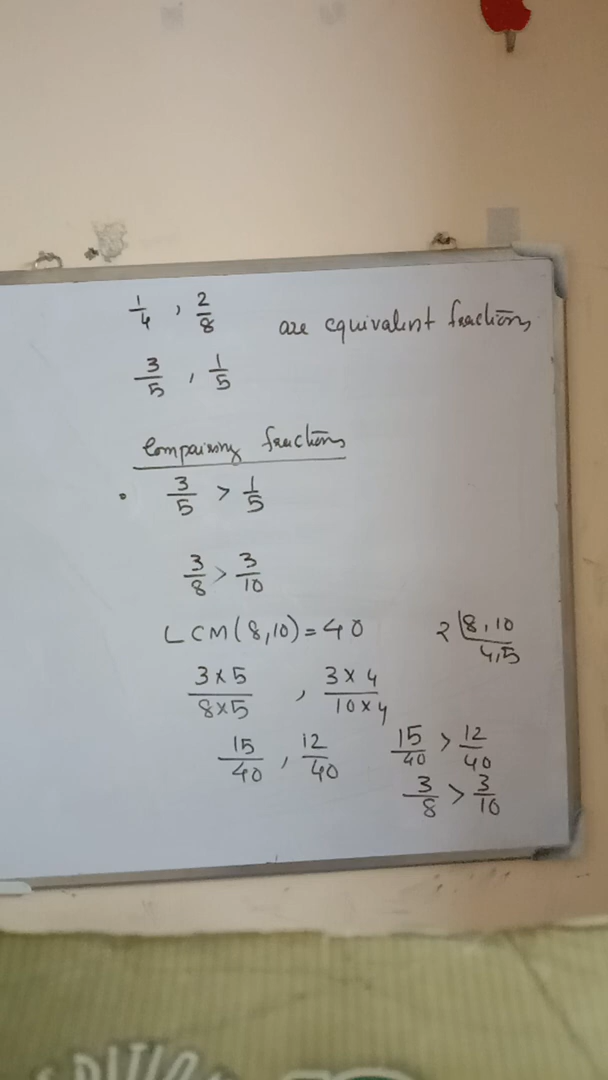 1/4 , 2/8 are equivalent fractions
3/5 , 1/5
Comparing fractions
• 3/5 > 1/5
3/8 > 3/10
LCM(8,10)=40
2 | 8,10
4,5
3×5/8×5 , 3×4/10×4
15/40 , 12/40
15/40 > 12/40
3/8 > 3/10